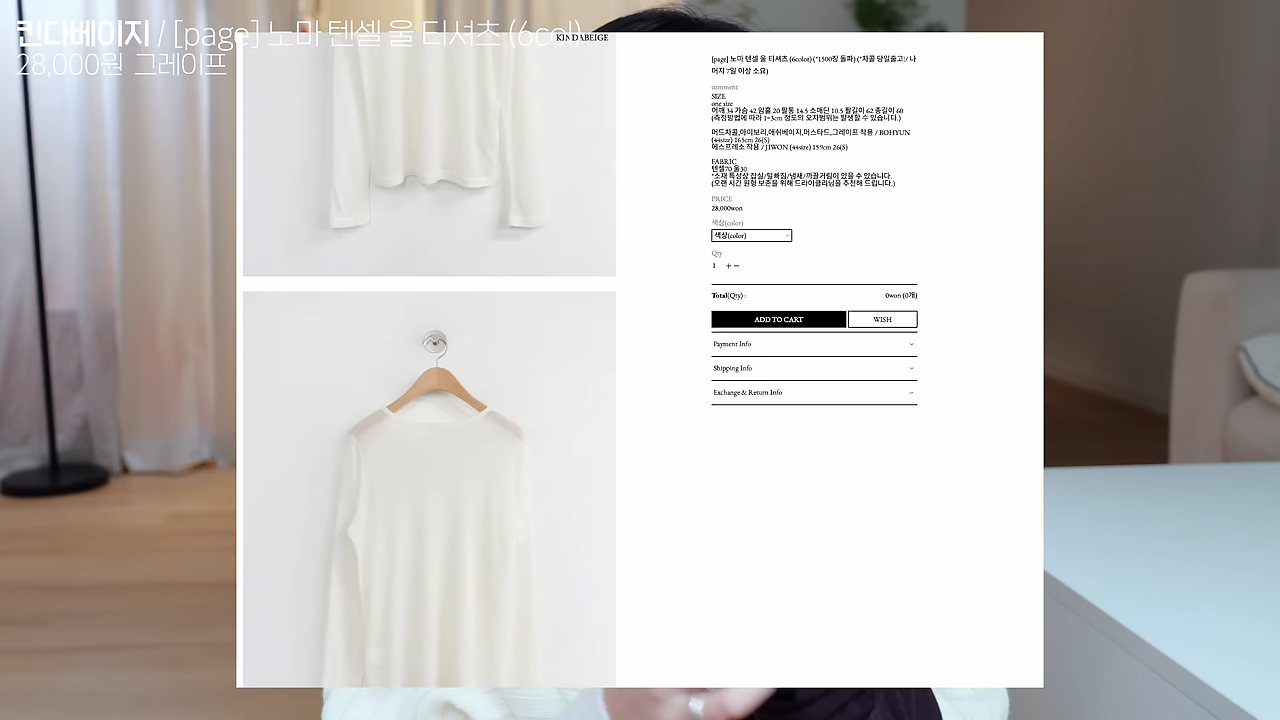 킨다베이지 / [page] 노마 텐셀 울 티셔츠 (6col)
28,000원 그레이프
KINDABEIGE
[page] 노마 텐셀 울 티셔츠 (6color) (*1500장 돌파) (*차콜 당일출고!/ 나
머지 7일 이상 소요)
comment
SIZE
one size
어깨 34 가슴 42 암홀 20 팔통 14.5 소매단 10.5 팔길이 62 총길이 60
(측정방법에 따라 1~3cm 정도의 오차범위는 발생할 수 있습니다.)
머드차콜,아이보리,애쉬베이지,머스타드,그레이프 착용 / BOHYUN
(44size) 165cm 26(S)
에스프레소 착용 / JIWON (44size) 159cm 26(S)
FABRIC
텐셀70 울30
*소재 특성상 잡실/털빠짐/냄새/까끌거림이 있을 수 있습니다.
(오랜 시간 원형 보존을 위해 드라이클리닝을 추천해 드립니다.)
PRICE
28,000won
색상(color)
색상(color)
Qty
1 + −
Total(Qty) : 0won (0개)
ADD TO CART WISH
Payment Info
Shipping Info
Exchange & Return Info